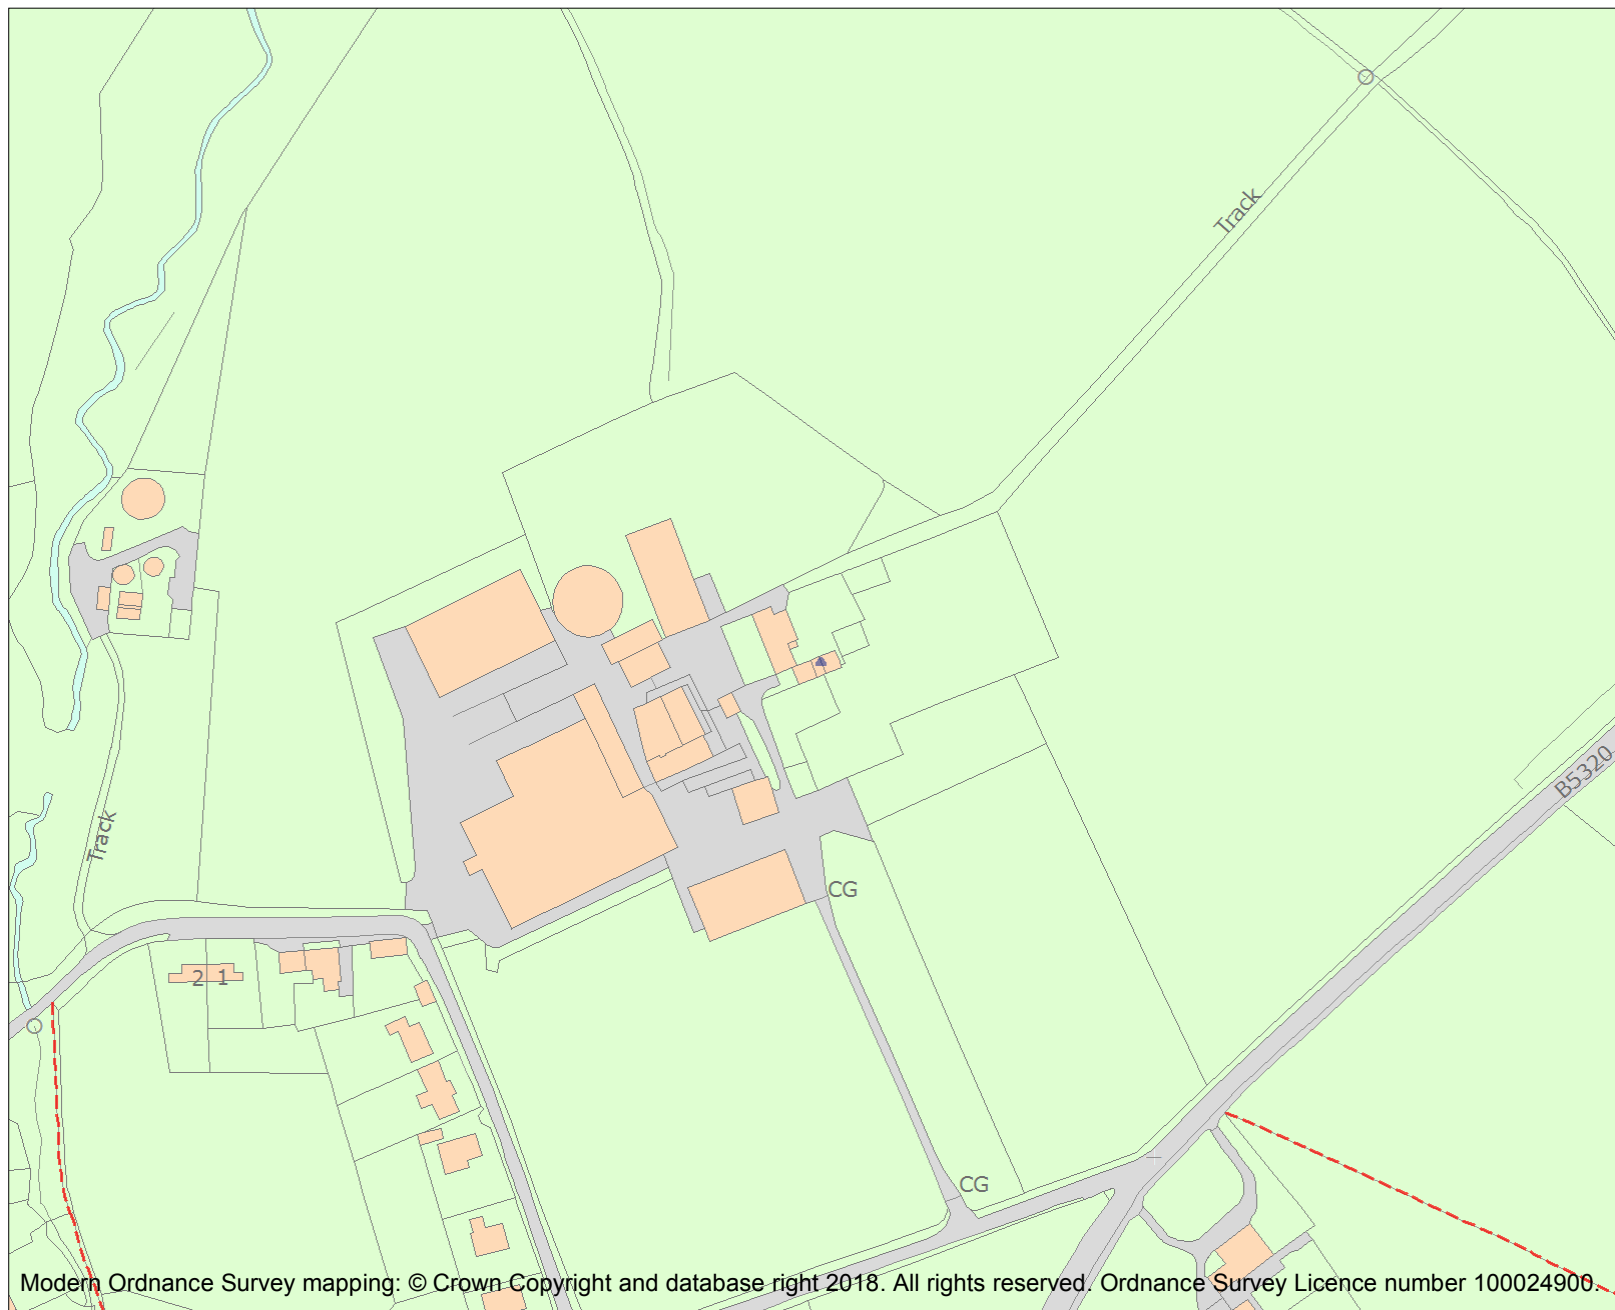 Track
B5320
Track
CG
2 1
CG
Modern Ordnance Survey mapping: © Crown Copyright and database right 2018. All rights reserved. Ordnance Survey Licence number 100024900.